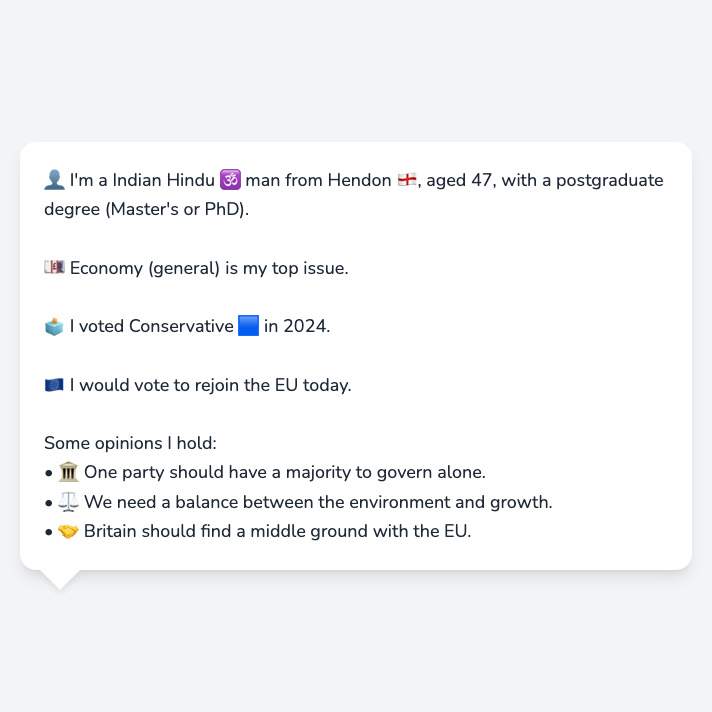 👤 I'm a Indian Hindu 🕉️ man from Hendon 🏴󠁧󠁢󠁥󠁮󠁧󠁿, aged 47, with a postgraduate
degree (Master's or PhD).
💷 Economy (general) is my top issue.
🗳️ I voted Conservative 🟦 in 2024.
🇪🇺 I would vote to rejoin the EU today.
Some opinions I hold:
• 🏛️ One party should have a majority to govern alone.
• ⚖️ We need a balance between the environment and growth.
• 🤝 Britain should find a middle ground with the EU.